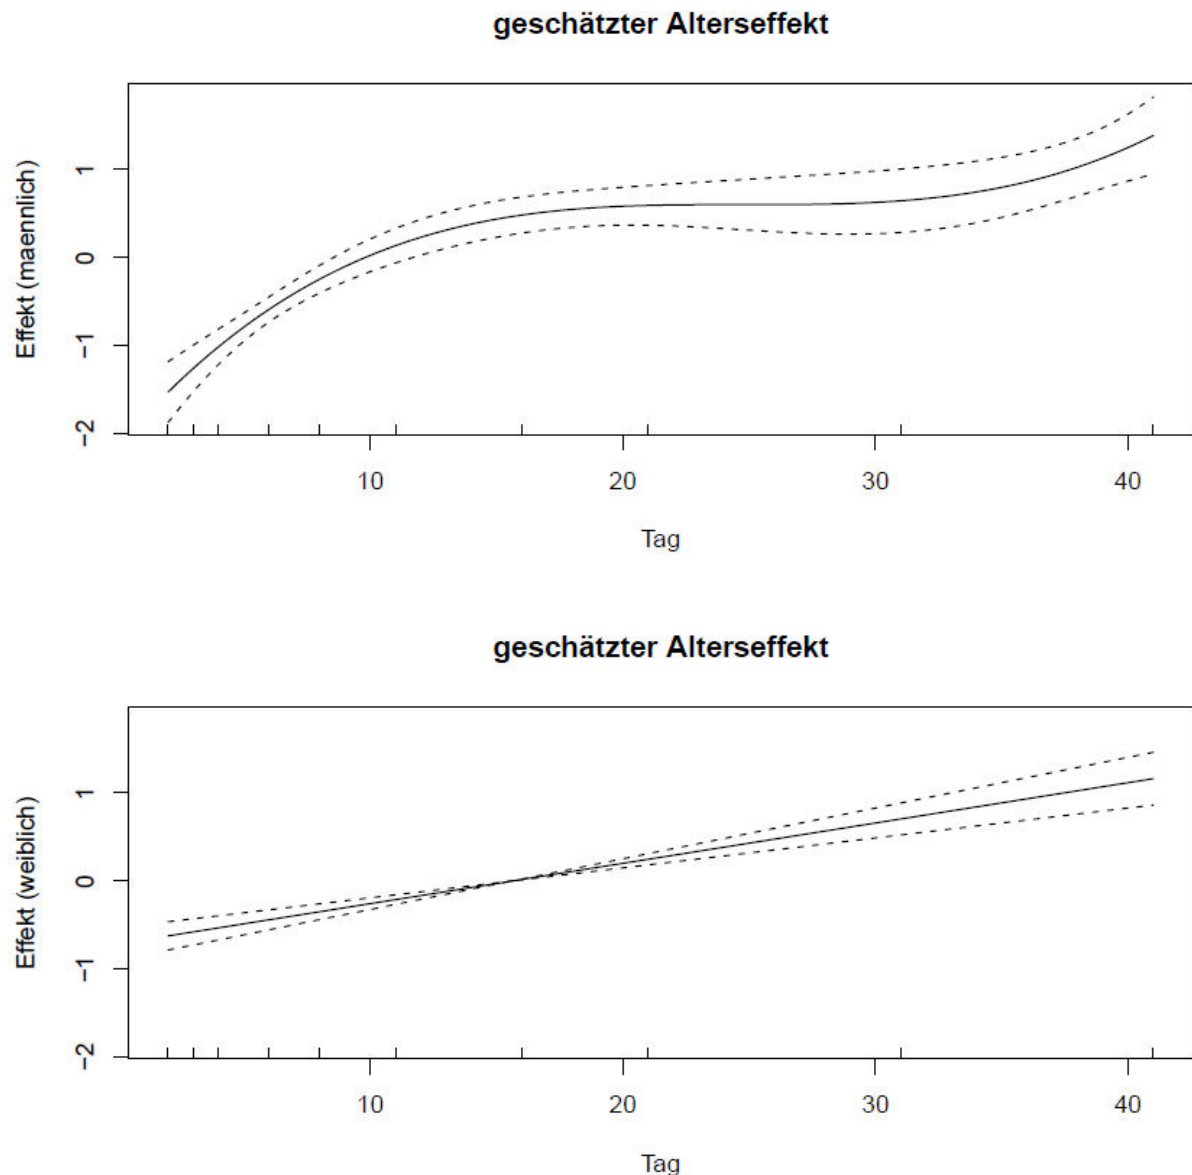 geschätzter Alterseffekt
Effekt (maennlich)
1
0
−1
−2
10 20 30 40
Tag
geschätzter Alterseffekt
Effekt (weiblich)
1
0
−1
−2
10 20 30 40
Tag